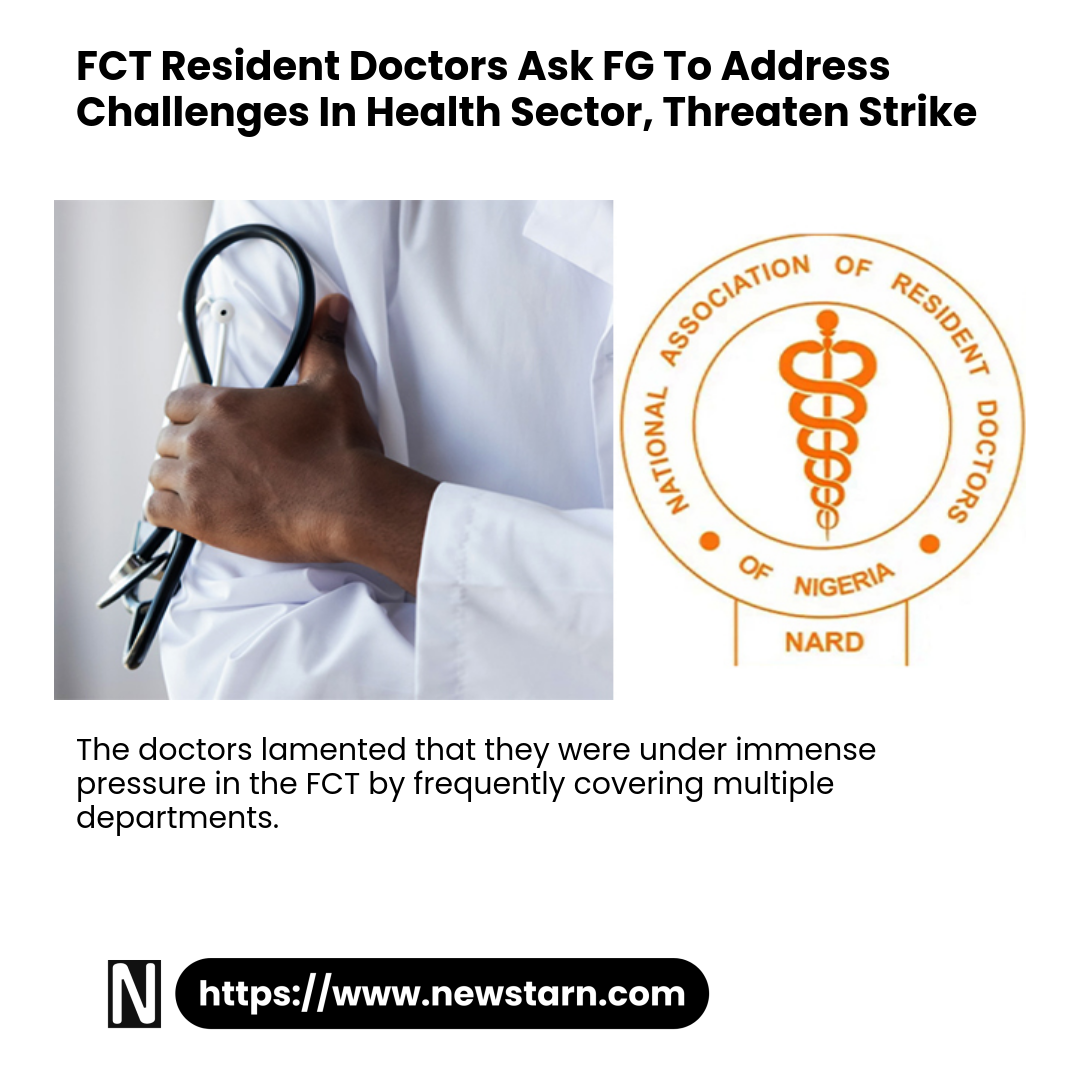 FCT Resident Doctors Ask FG To Address
Challenges In Health Sector, Threaten Strike
NATIONAL ASSOCIATION OF RESIDENT DOCTORS
OF NIGERIA
NARD
The doctors lamented that they were under immense
pressure in the FCT by frequently covering multiple
departments.
N
https://www.newstarn.com